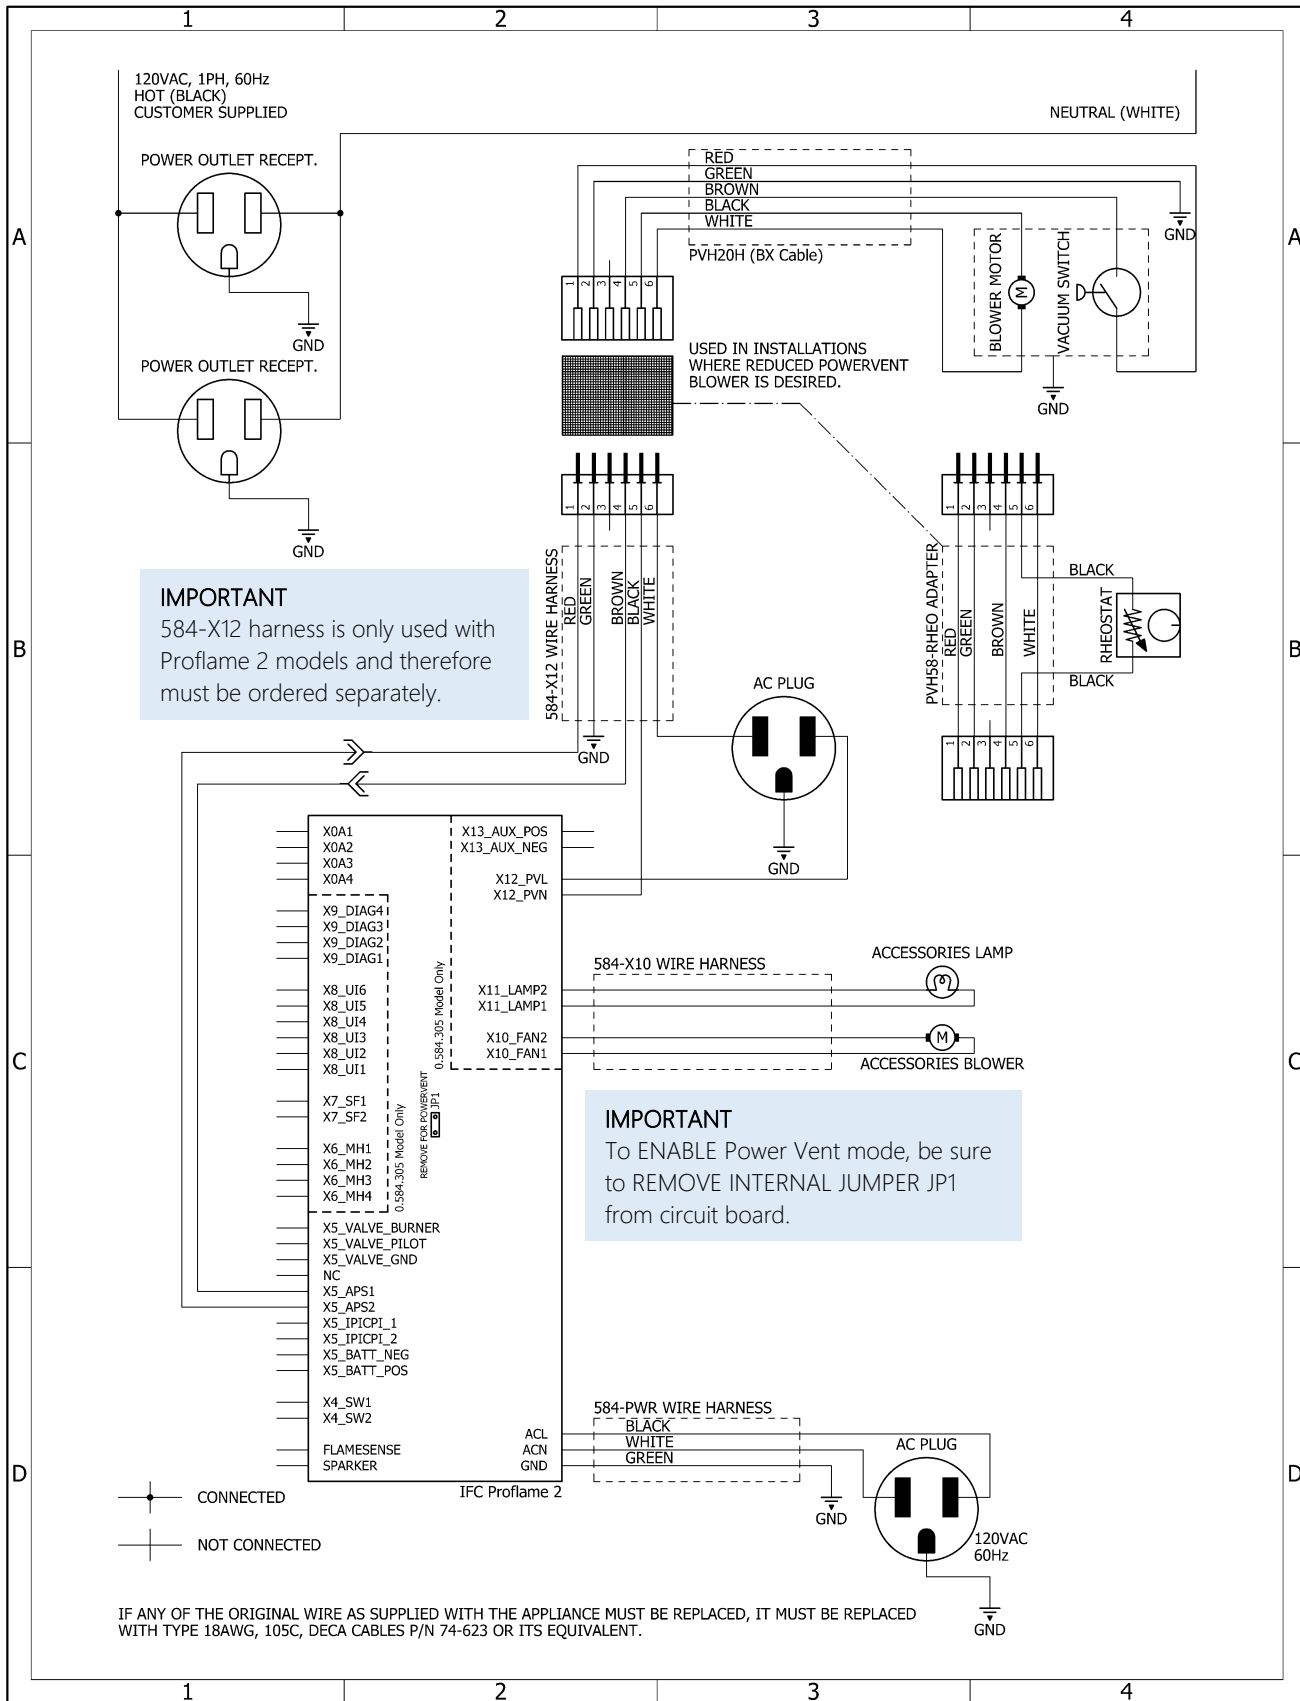 1 2 3 4
120VAC, 1PH, 60Hz
HOT (BLACK)
CUSTOMER SUPPLIED
NEUTRAL (WHITE)
POWER OUTLET RECEPT.
RED
GREEN
BROWN
BLACK
WHITE
PVH20H (BX Cable)
A
A
GND
BLOWER MOTOR
M
VACUUM SWITCH
1 2 3 4 5 6
GND
GND
POWER OUTLET RECEPT.
USED IN INSTALLATIONS
WHERE REDUCED POWERVENT
BLOWER IS DESIRED.
1 2 3 4 5 6
1 2 3 4 5 6
GND
IMPORTANT
584-X12 harness is only used with
Proflame 2 models and therefore
must be ordered separately.
584-X12 WIRE HARNESS
RED
GREEN
BROWN
BLACK
WHITE
PVH58-RHEO ADAPTER
RED
GREEN
BROWN
WHITE
BLACK
RHEOSTAT
BLACK
B
B
AC PLUG
GND
1 2 3 4 5 6
GND
X0A1
X0A2
X0A3
X0A4
X9_DIAG4
X9_DIAG3
X9_DIAG2
X9_DIAG1
X8_UI6
X8_UI5
X8_UI4
X8_UI3
X8_UI2
X8_UI1
X7_SF1
X7_SF2
X6_MH1
X6_MH2
X6_MH3
X6_MH4
X5_VALVE_BURNER
X5_VALVE_PILOT
X5_VALVE_GND
NC
X5_APS1
X5_APS2
X5_IPICPI_1
X5_IPICPI_2
X5_BATT_NEG
X5_BATT_POS
X4_SW1
X4_SW2
FLAMESENSE
SPARKER
X13_AUX_POS
X13_AUX_NEG
X12_PVL
X12_PVN
X11_LAMP2
X11_LAMP1
X10_FAN2
X10_FAN1
0.584.305 Model Only
0.584.305 Model Only
REMOVE FOR POWERVENT
JP1
ACL
ACN
GND
IFC Proflame 2
584-X10 WIRE HARNESS
ACCESSORIES LAMP
M
ACCESSORIES BLOWER
C
C
IMPORTANT
To ENABLE Power Vent mode, be sure
to REMOVE INTERNAL JUMPER JP1
from circuit board.
584-PWR WIRE HARNESS
BLACK
WHITE
GREEN
GND
AC PLUG
120VAC
60Hz
GND
D
D
CONNECTED
NOT CONNECTED
IF ANY OF THE ORIGINAL WIRE AS SUPPLIED WITH THE APPLIANCE MUST BE REPLACED, IT MUST BE REPLACED
WITH TYPE 18AWG, 105C, DECA CABLES P/N 74-623 OR ITS EQUIVALENT.
1 2 3 4